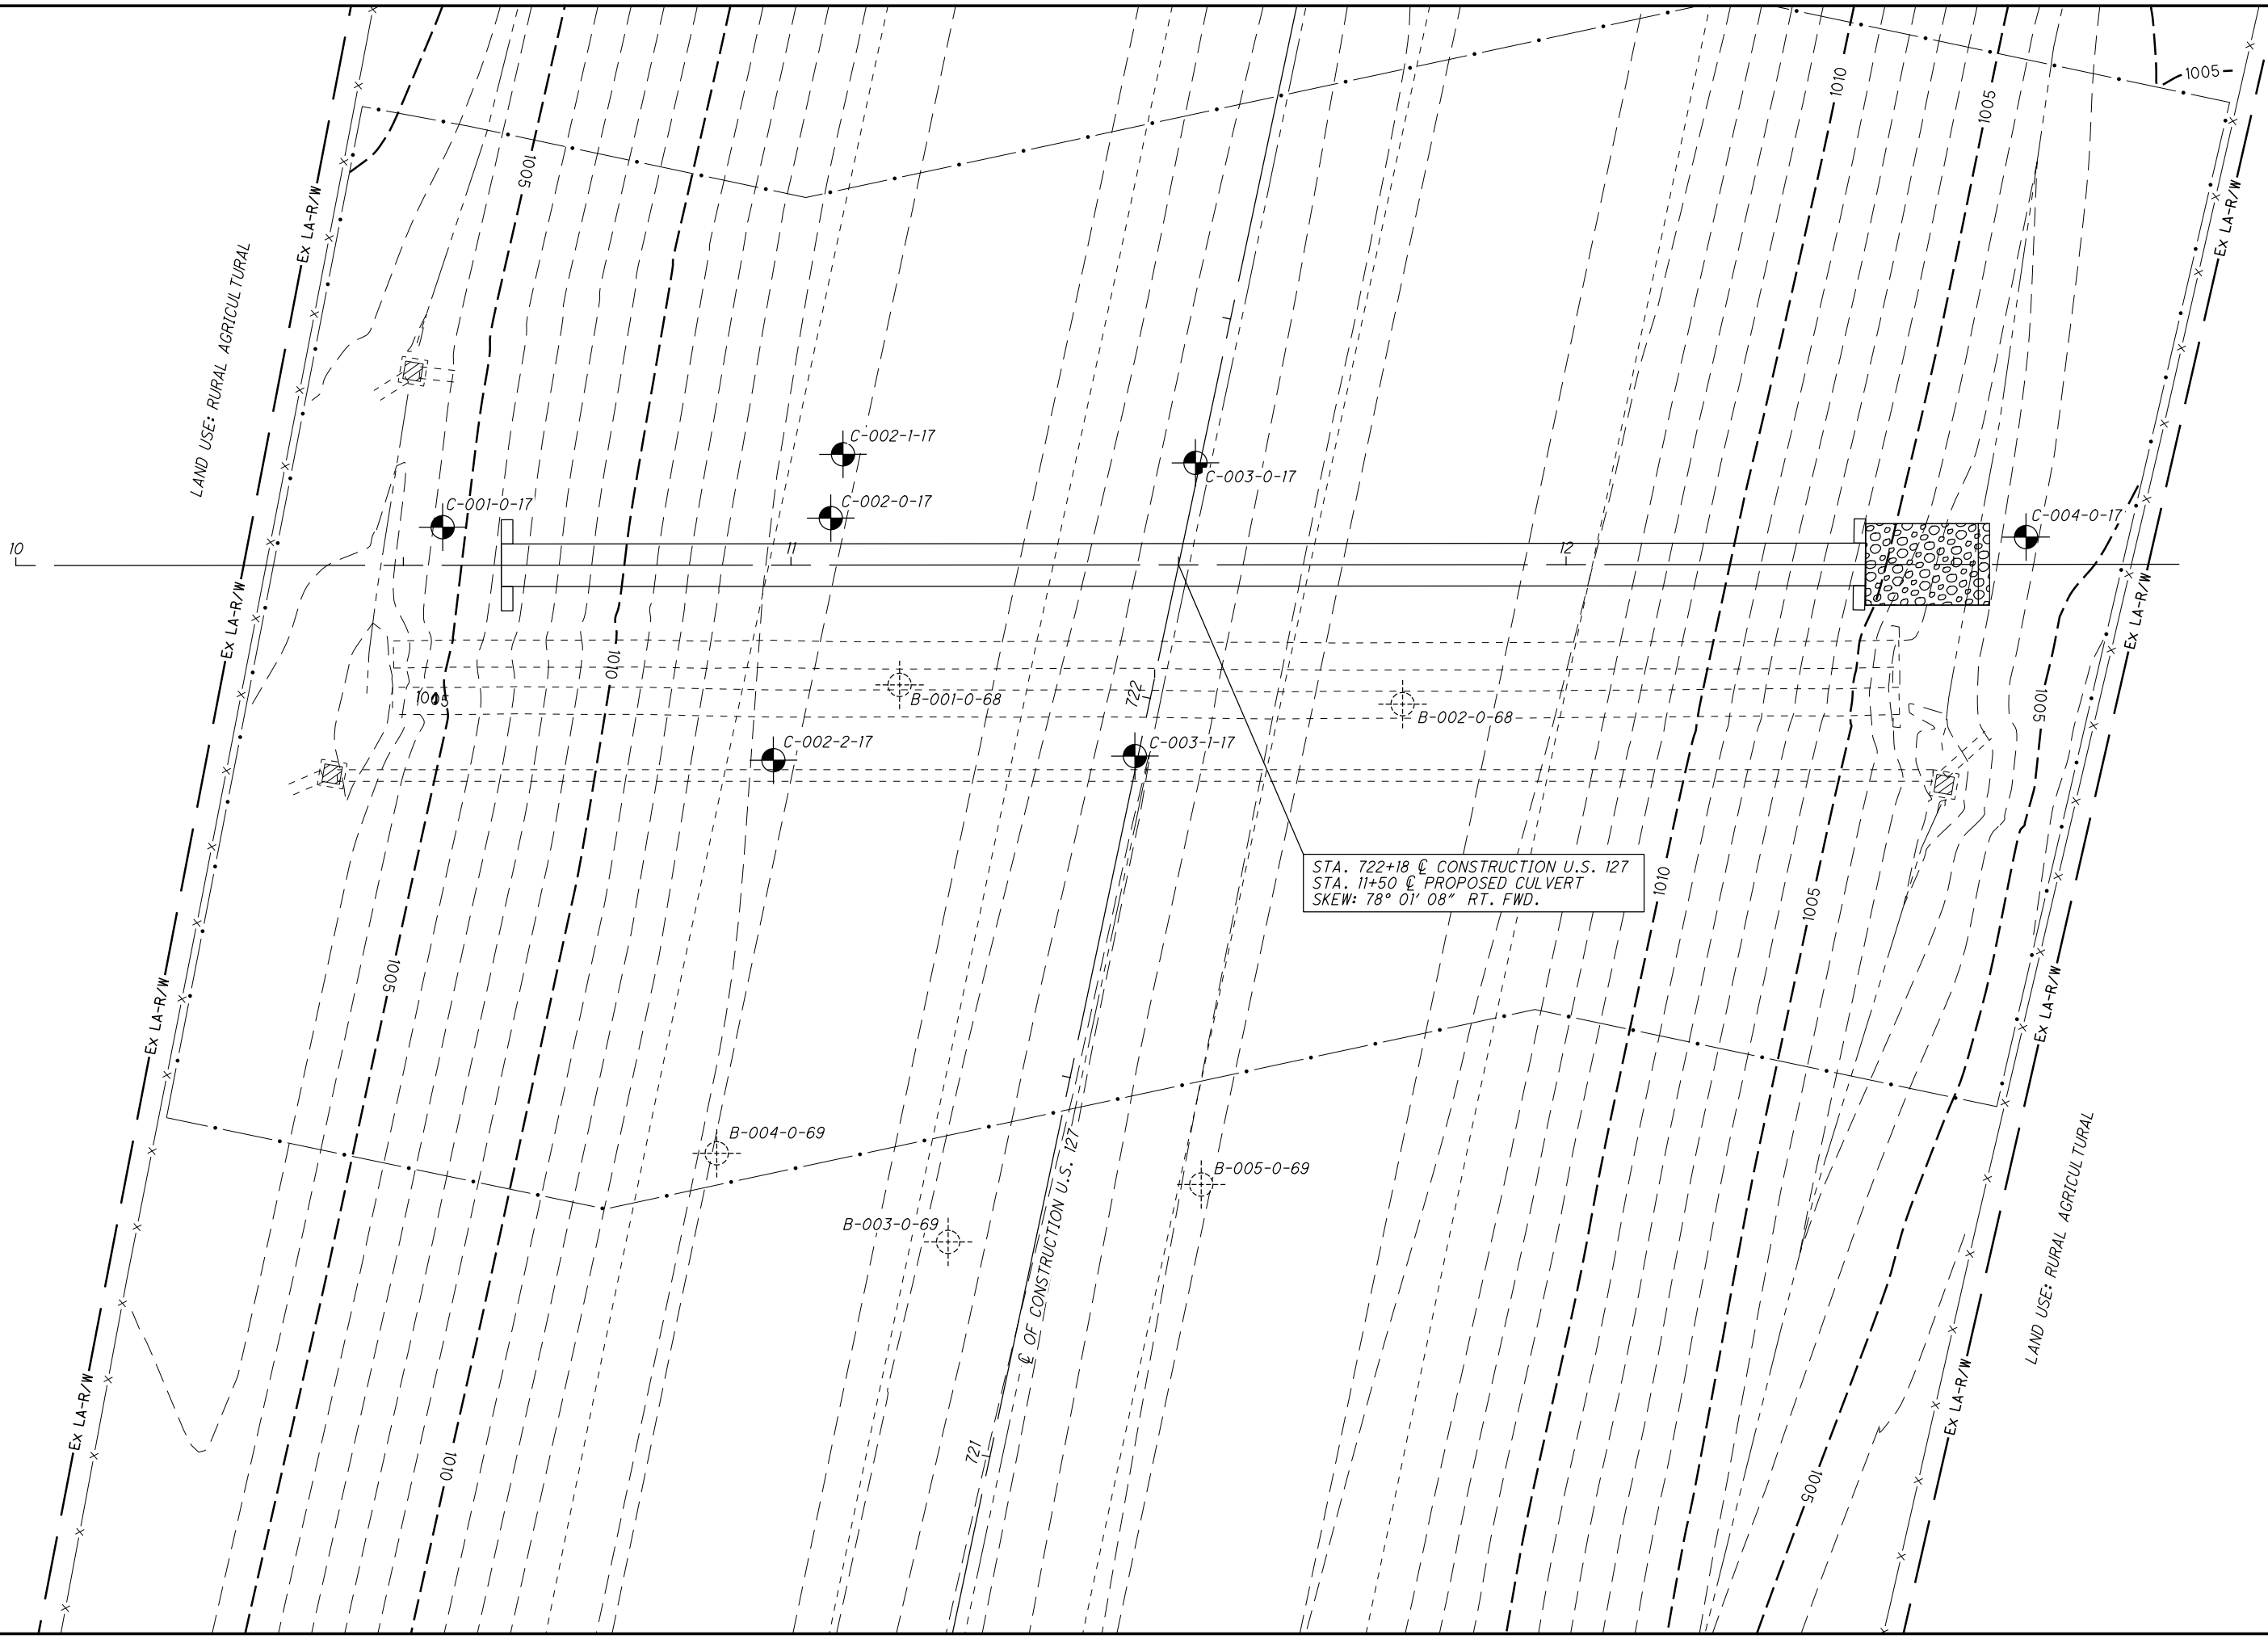 1010
1005
1005
1005
Ex LA-R/W
Ex LA-R/W
LAND USE: RURAL AGRICULTURAL
C-002-1-17
C-003-0-17
C-001-0-17
C-002-0-17
C-004-0-17
10
11
12
Ex LA-R/W
Ex LA-R/W
1010
1005
B-001-0-68
722
B-002-0-68
1005
C-002-2-17
C-003-1-17
STA. 722+18 ℄ CONSTRUCTION U.S. 127
STA. 11+50 ℄ PROPOSED CULVERT
SKEW: 78° 01' 08" RT. FWD.
1010
1005
1005
Ex LA-R/W
Ex LA-R/W
B-004-0-69
B-005-0-69
B-003-0-69
℄ OF CONSTRUCTION U.S. 127
LAND USE: RURAL AGRICULTURAL
Ex LA-R/W
Ex LA-R/W
721
1010
1005